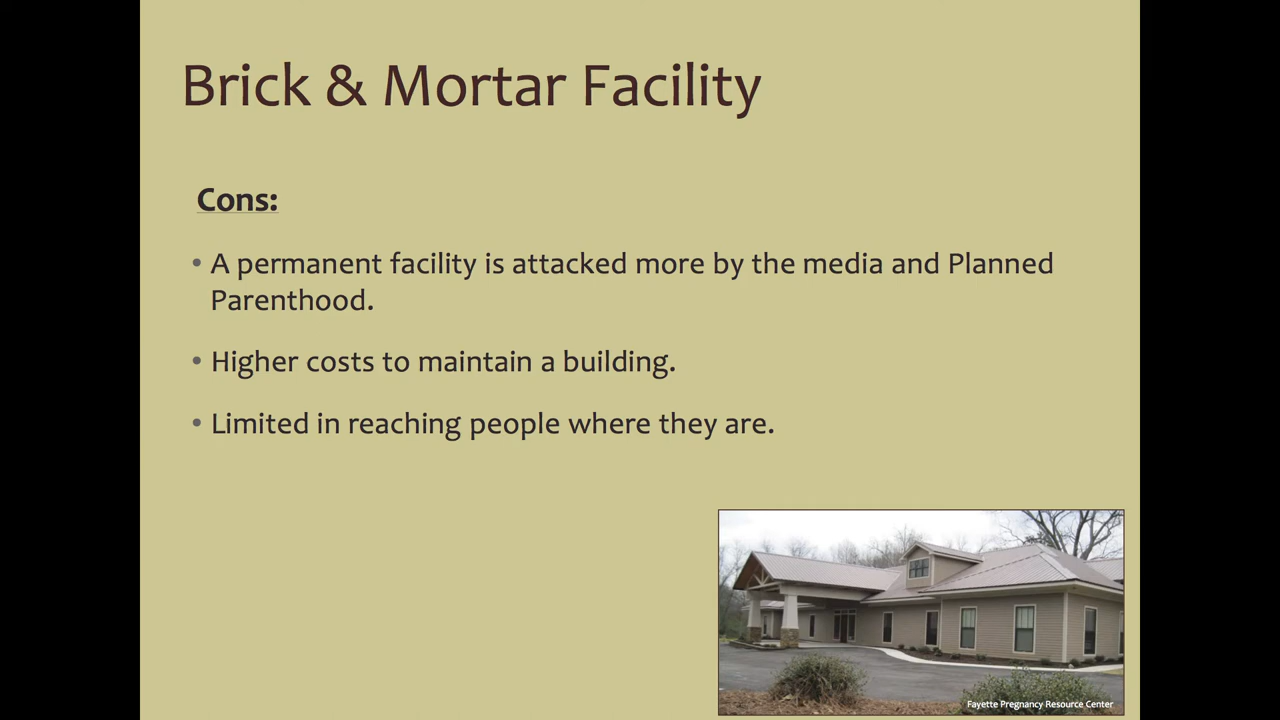 Brick & Mortar Facility
Cons:
• A permanent facility is attacked more by the media and Planned
Parenthood.
• Higher costs to maintain a building.
• Limited in reaching people where they are.
Fayette Pregnancy Resource Center